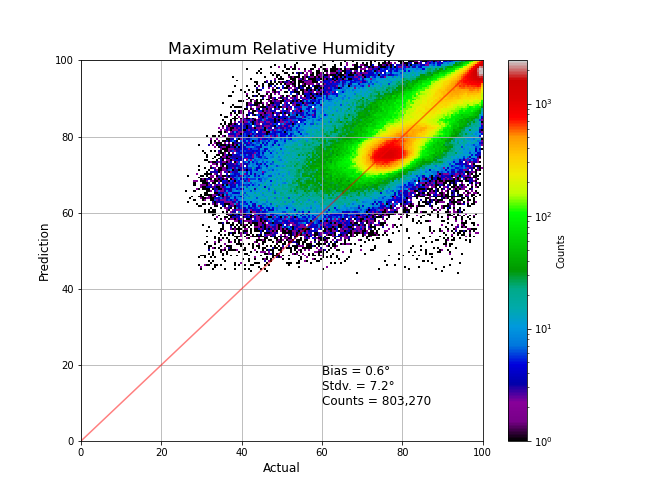 Maximum Relative Humidity
100
80
60
40
20
0
Prediction
0 20 40 60 80 100
Actual
Bias = 0.6°
Stdv. = 7.2°
Counts = 803,270
10³
10²
10¹
10⁰
Counts